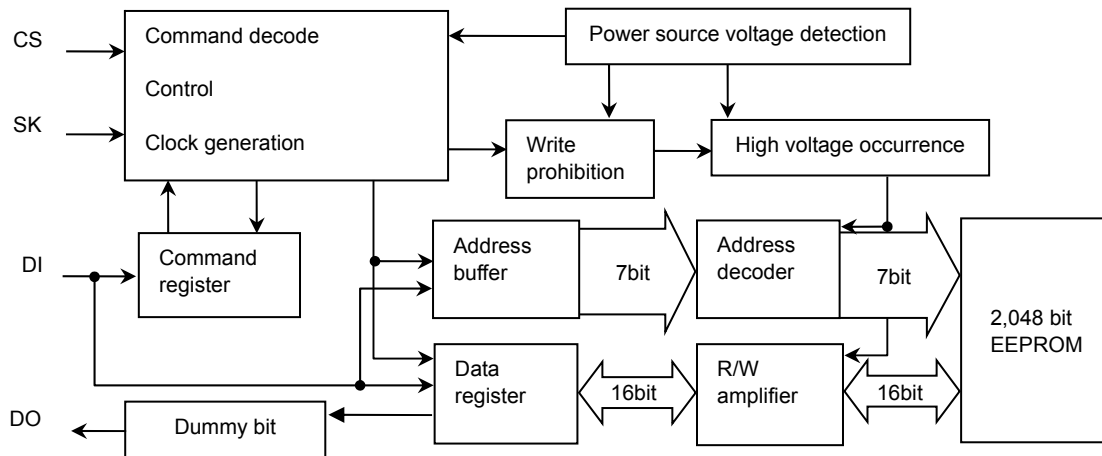 CS
Command decode
Power source voltage detection
Control
SK
Clock generation
Write
prohibition
High voltage occurrence
DI
Command
register
Address
buffer
7bit
Address
decoder
7bit
2,048 bit
EEPROM
Data
register
16bit
R/W
amplifier
16bit
DO
Dummy bit